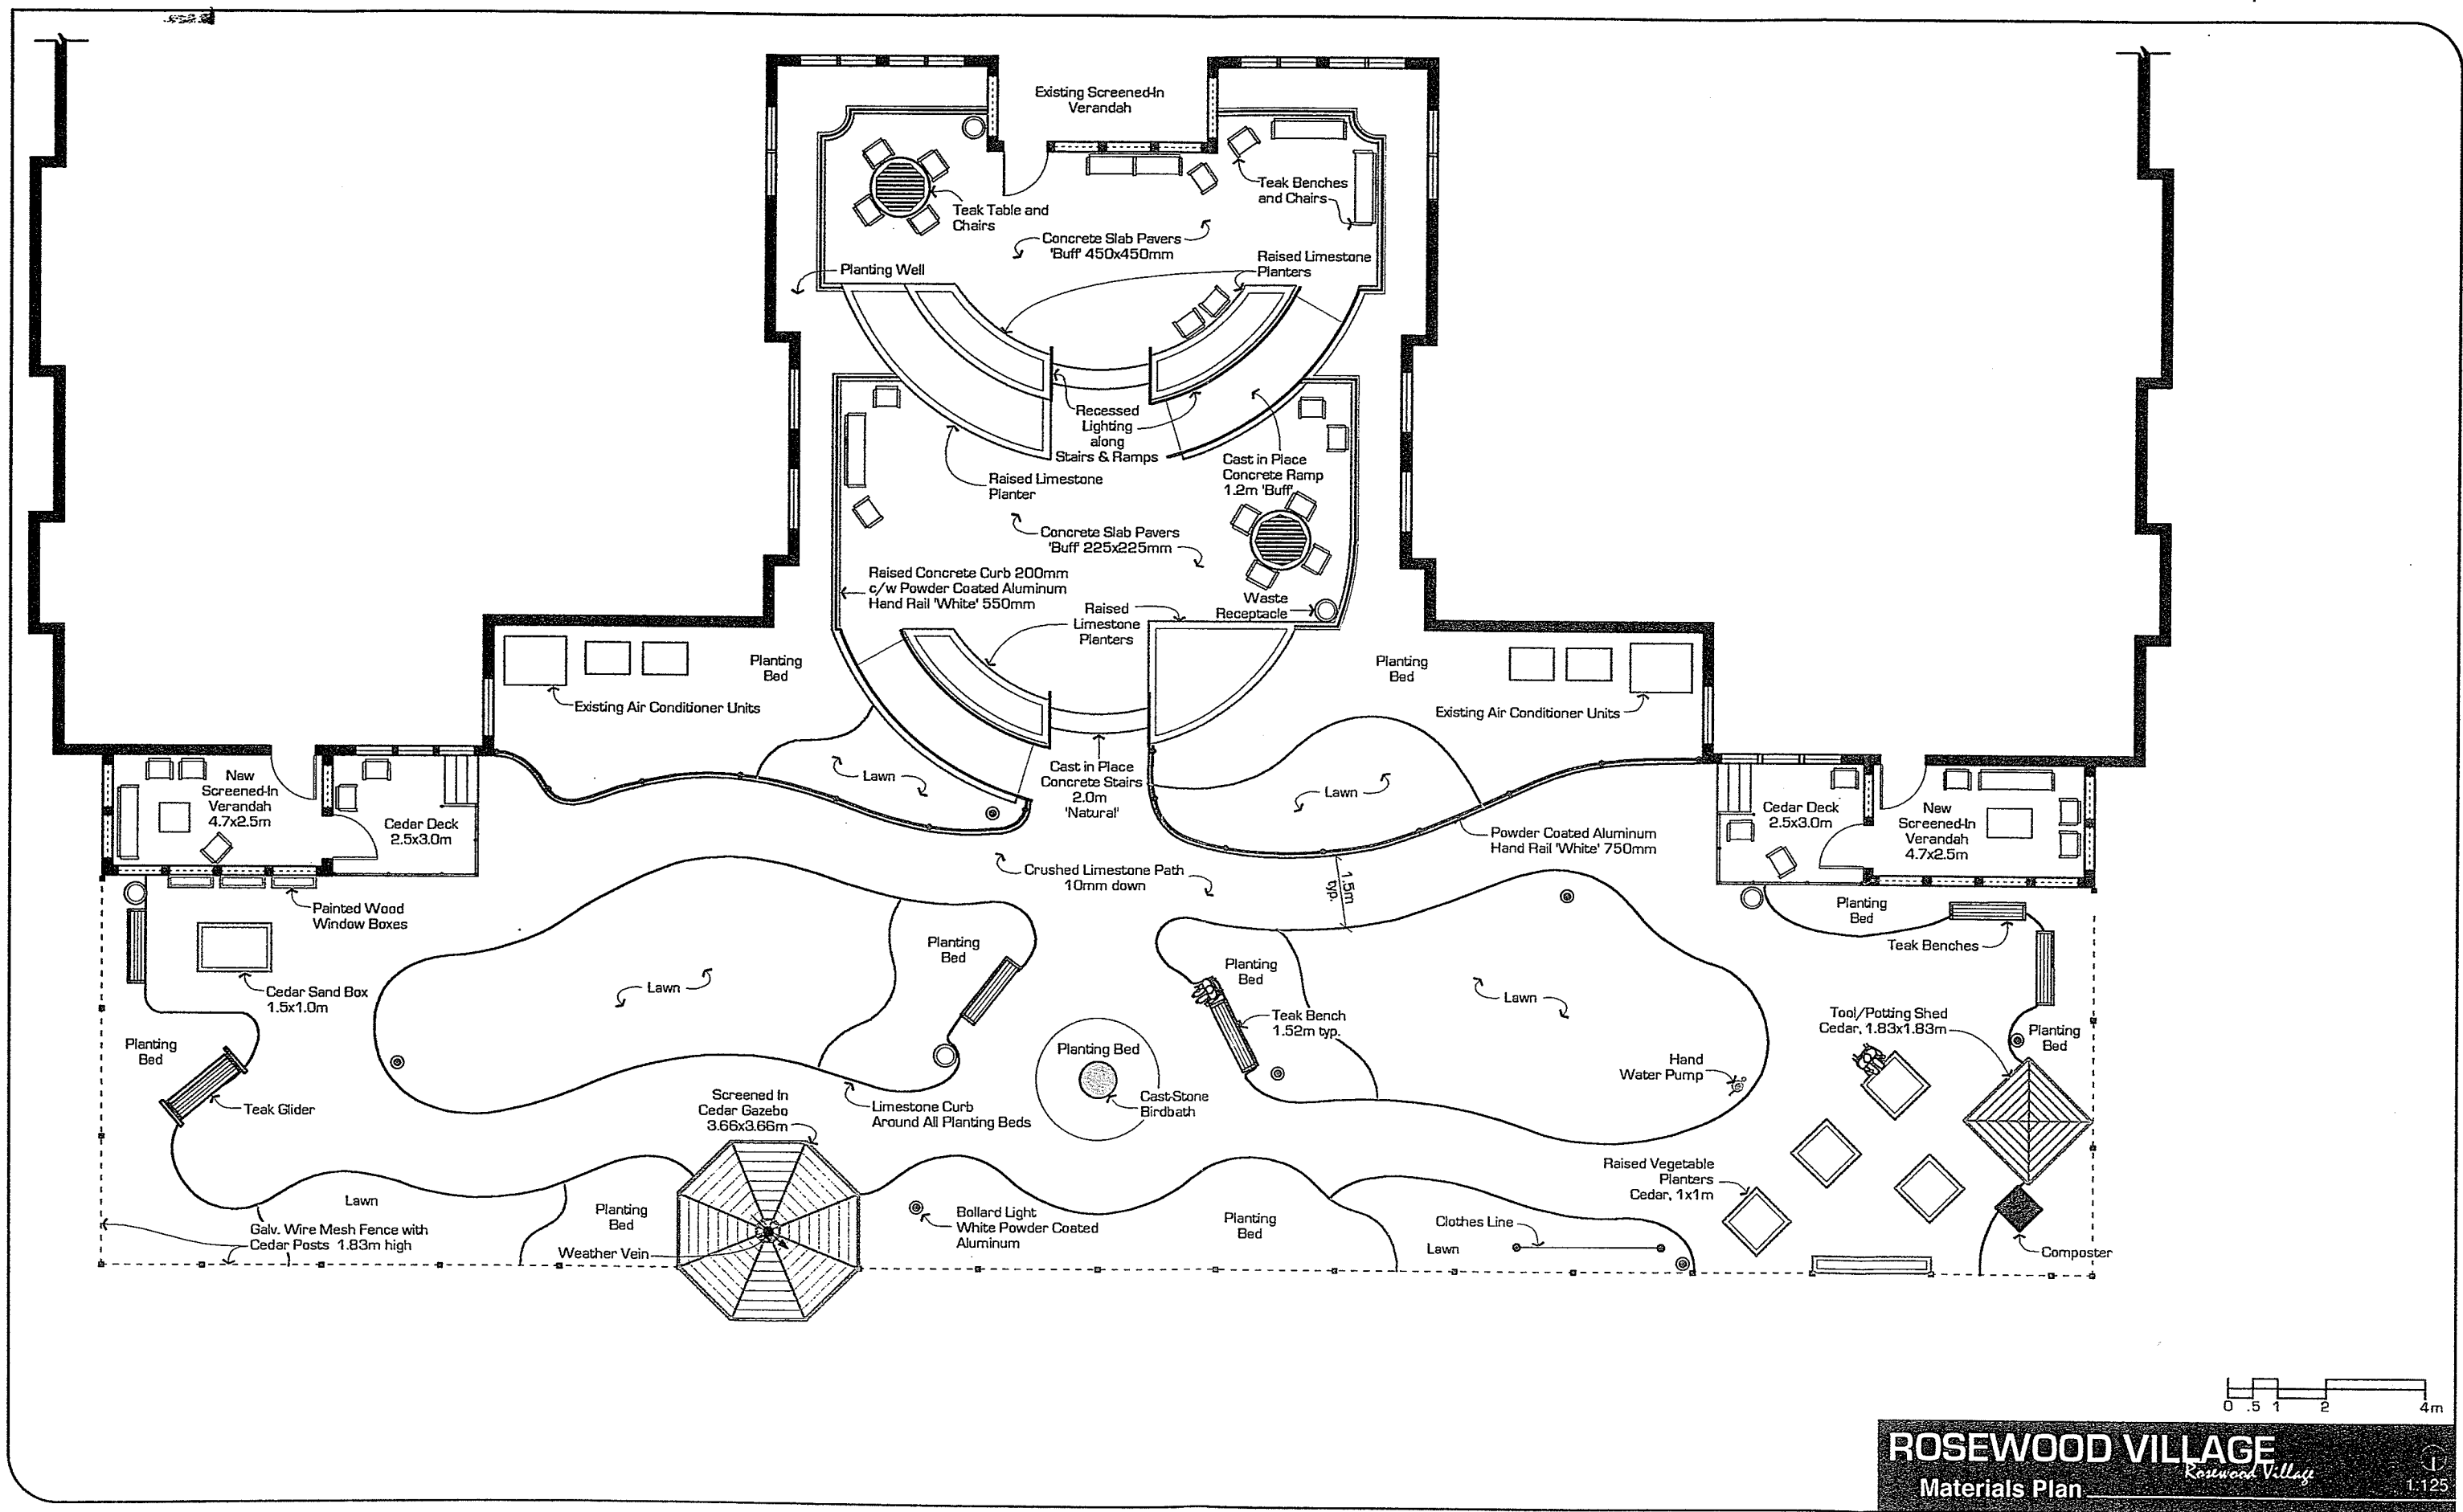 Existing Screened-In
Verandah
Teak Benches
and Chairs
Teak Table and
Chairs
Concrete Slab Pavers
'Buff' 450x450mm
Raised Limestone
Planters
Planting Well
Recessed
Lighting
along
Stairs & Ramps
Cast in Place
Concrete Ramp
1.2m 'Buff'
Raised Limestone
Planter
Concrete Slab Pavers
'Buff' 225x225mm
Raised Concrete Curb 200mm
c/w Powder Coated Aluminum
Hand Rail 'White' 550mm
Waste
Receptacle
Raised
Limestone
Planters
Planting
Bed
Planting
Bed
Existing Air Conditioner Units
Existing Air Conditioner Units
New
Screened-In
Verandah
4.7x2.5m
Cedar Deck
2.5x3.0m
Lawn
Cast in Place
Concrete Stairs
2.0m
'Natural'
Lawn
Powder Coated Aluminum
Hand Rail 'White' 750mm
Cedar Deck
2.5x3.0m
New
Screened-In
Verandah
4.7x2.5m
Crushed Limestone Path
10mm down
1.5m
typ.
Painted Wood
Window Boxes
Planting
Bed
Teak Benches
Planting
Bed
Planting
Bed
Lawn
Cedar Sand Box
1.5x1.0m
Lawn
Teak Bench
1.52m typ.
Tool/Potting Shed
Cedar, 1.83x1.83m
Planting
Bed
Planting
Bed
Planting Bed
Hand
Water Pump
Cast-Stone
Birdbath
Teak Glider
Screened In
Cedar Gazebo
3.66x3.66m
Limestone Curb
Around All Planting Beds
Raised Vegetable
Planters
Cedar, 1x1m
Lawn
Planting
Bed
Bollard Light
White Powder Coated
Aluminum
Planting
Bed
Clothes Line
Lawn
Galv. Wire Mesh Fence with
Cedar Posts 1.83m high
Weather Vein
Composter
0 .5 1 2 4m
ROSEWOOD VILLAGE
Rosewood Village
Materials Plan
1:125